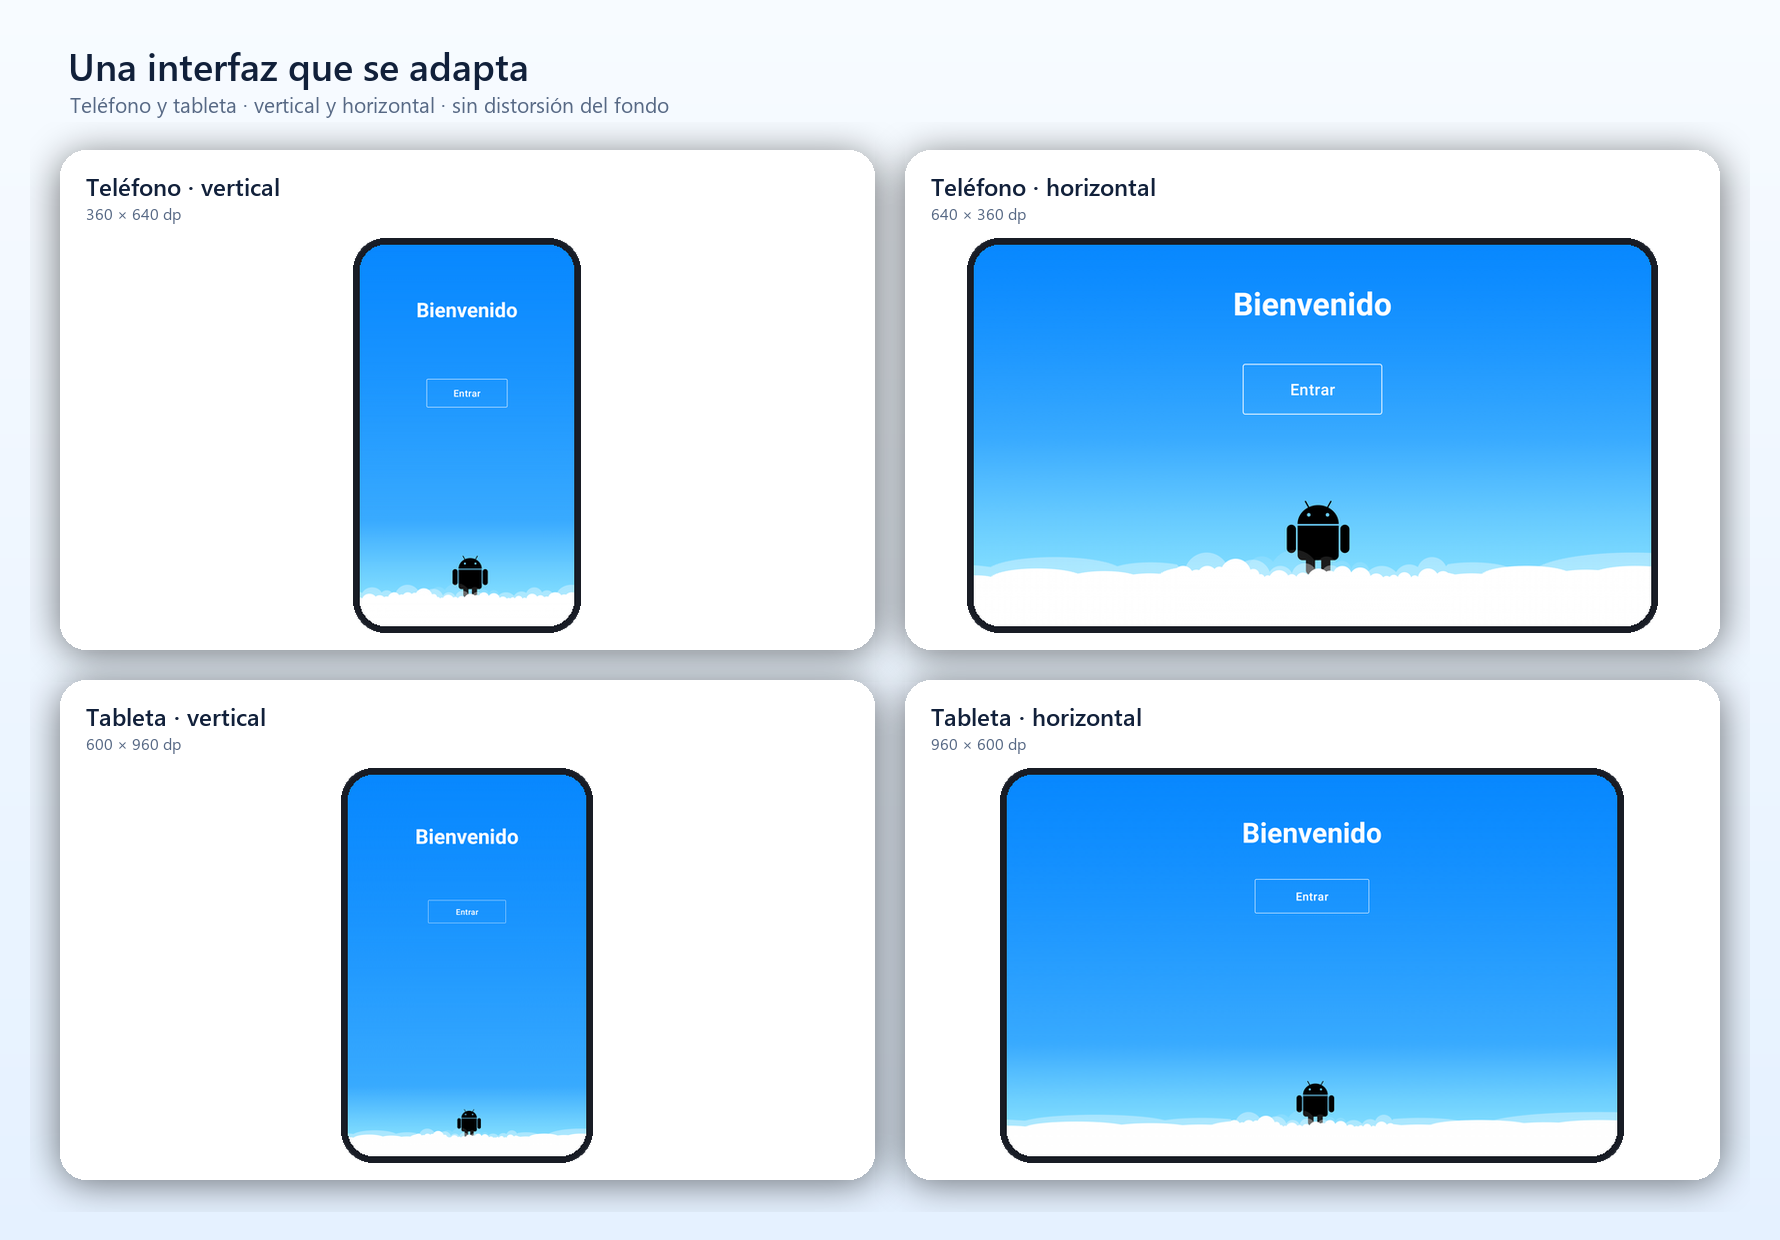 Una interfaz que se adapta
Teléfono y tableta · vertical y horizontal · sin distorsión del fondo
Teléfono · vertical
360 × 640 dp
Bienvenido
Entrar
Teléfono · horizontal
640 × 360 dp
Bienvenido
Entrar
Tableta · vertical
600 × 960 dp
Bienvenido
Entrar
Tableta · horizontal
960 × 600 dp
Bienvenido
Entrar